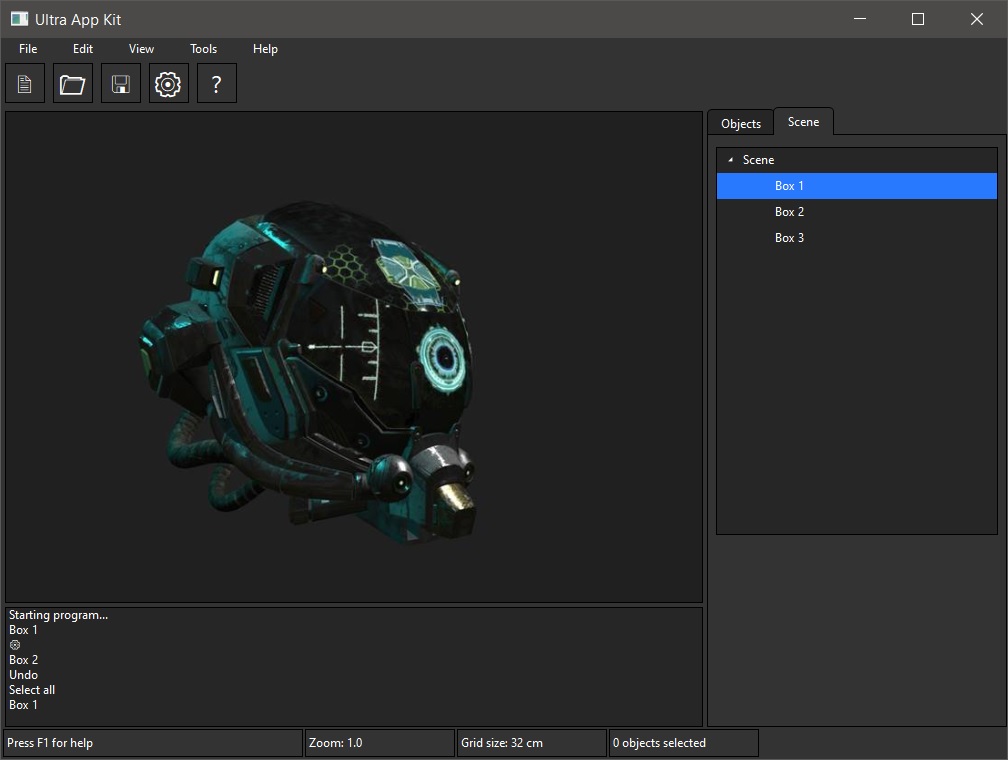 Ultra App Kit
File Edit View Tools Help
?
Objects Scene
Scene
Box 1
Box 2
Box 3
Starting program...
Box 1
Box 2
Undo
Select all
Box 1
Press F1 for help Zoom: 1.0 Grid size: 32 cm 0 objects selected